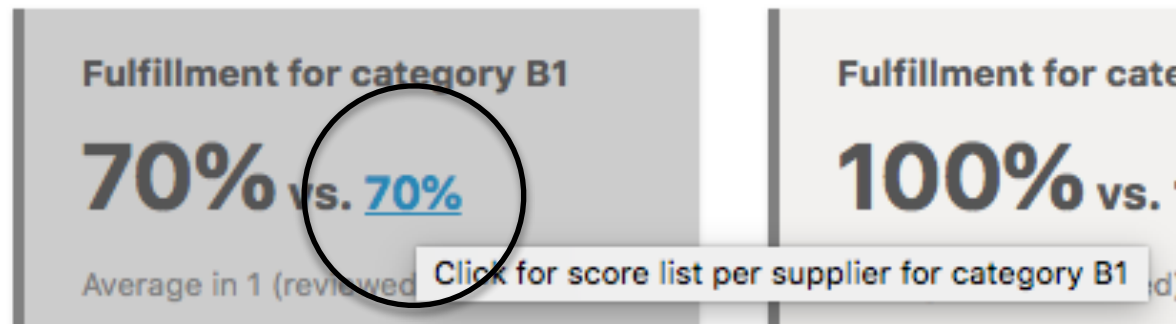 Fulfillment for category B1
70% vs. 70%
Average in 1 (reviewed
Click for score list per supplier for category B1
Fulfillment for cate
100% vs.